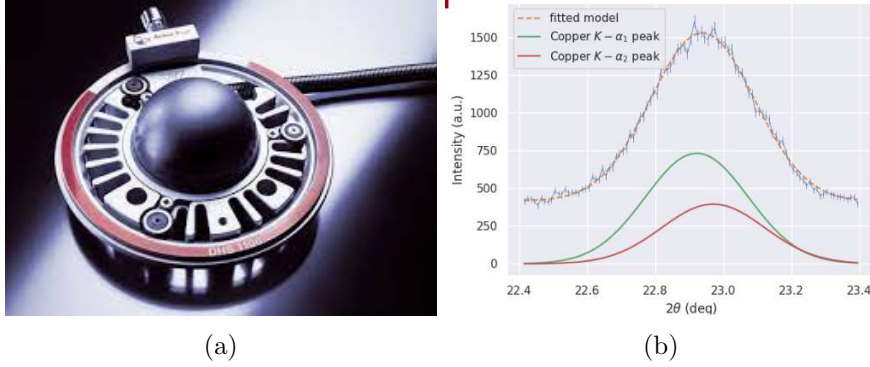 DHS 1100
fitted model
Copper K − α₁ peak
Copper K − α₂ peak
Intensity (a.u.)
1500
1250
1000
750
500
250
0
22.4 22.6 22.8 23.0 23.2 23.4
2θ (deg)
(a) (b)